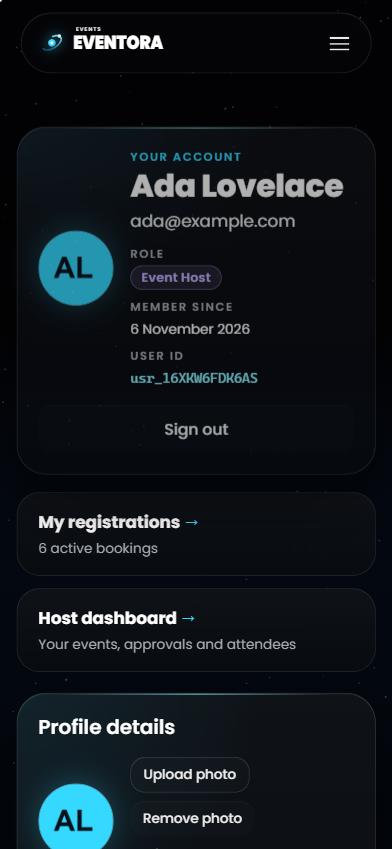 EVENTS
EVENTORA
YOUR ACCOUNT
Ada Lovelace
ada@example.com
ROLE
Event Host
MEMBER SINCE
6 November 2026
USER ID
usr_16XKW6FDK6AS
AL
Sign out
My registrations →
6 active bookings
Host dashboard →
Your events, approvals and attendees
Profile details
Upload photo
AL
Remove photo